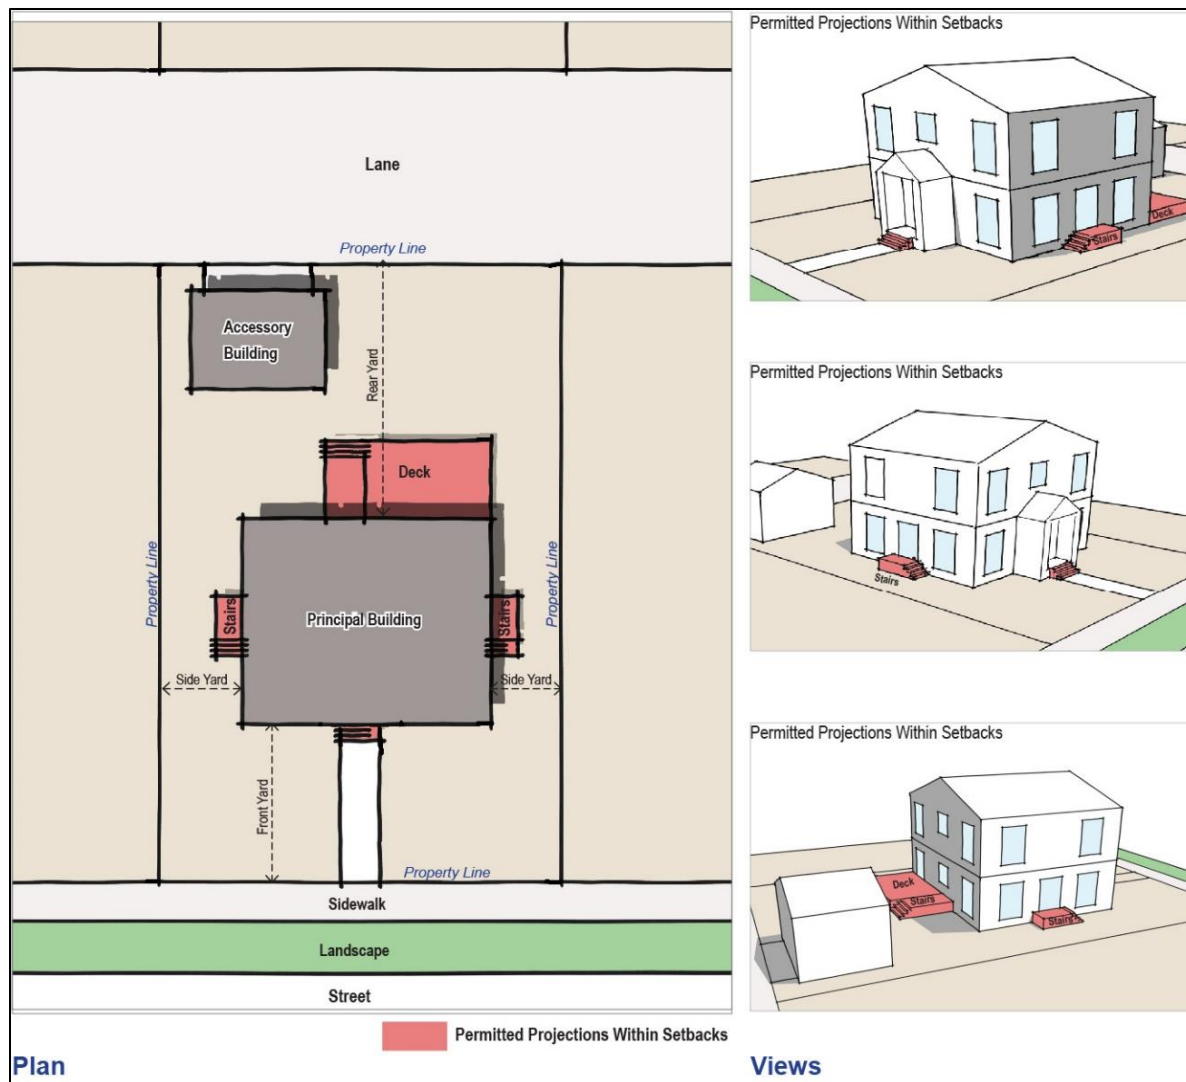 Lane
Property Line
Accessory
Building
Rear Yard
Deck
Property Line
Property Line
Stairs
Principal Building
Stairs
Side Yard
Side Yard
Front Yard
Property Line
Sidewalk
Landscape
Street
Permitted Projections Within Setbacks
Plan
Permitted Projections Within Setbacks
Deck
Stairs
Permitted Projections Within Setbacks
Stairs
Permitted Projections Within Setbacks
Deck
Stairs
Stairs
Views